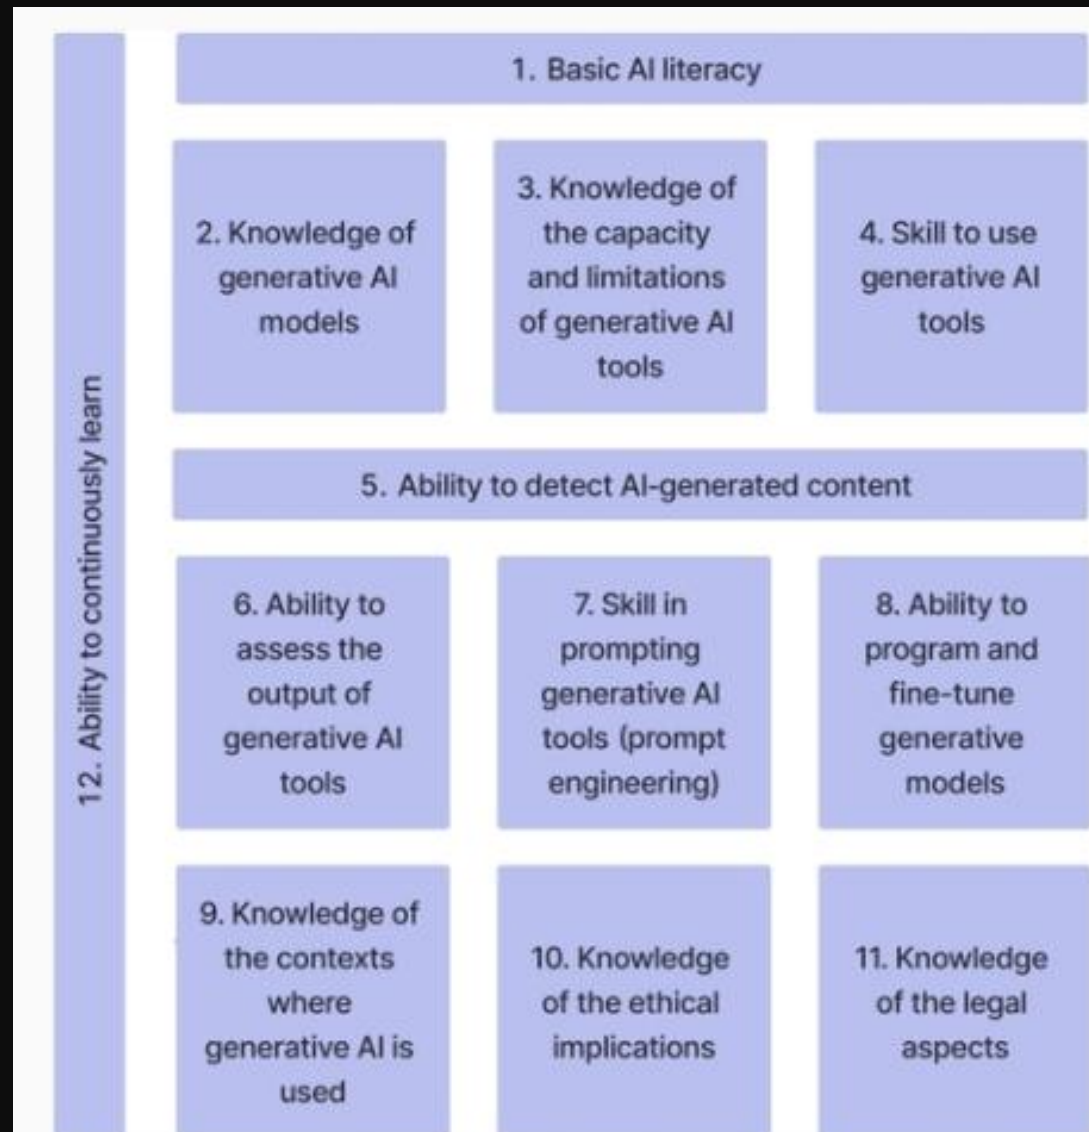 1. Basic AI literacy
2. Knowledge of
generative AI
models
3. Knowledge of
the capacity
and limitations
of generative AI
tools
4. Skill to use
generative AI
tools
5. Ability to detect AI-generated content
6. Ability to
assess the
output of
generative AI
tools
7. Skill in
prompting
generative AI
tools (prompt
engineering)
8. Ability to
program and
fine-tune
generative
models
9. Knowledge of
the contexts
where
generative AI is
used
10. Knowledge
of the ethical
implications
11. Knowledge
of the legal
aspects
12. Ability to continuously learn